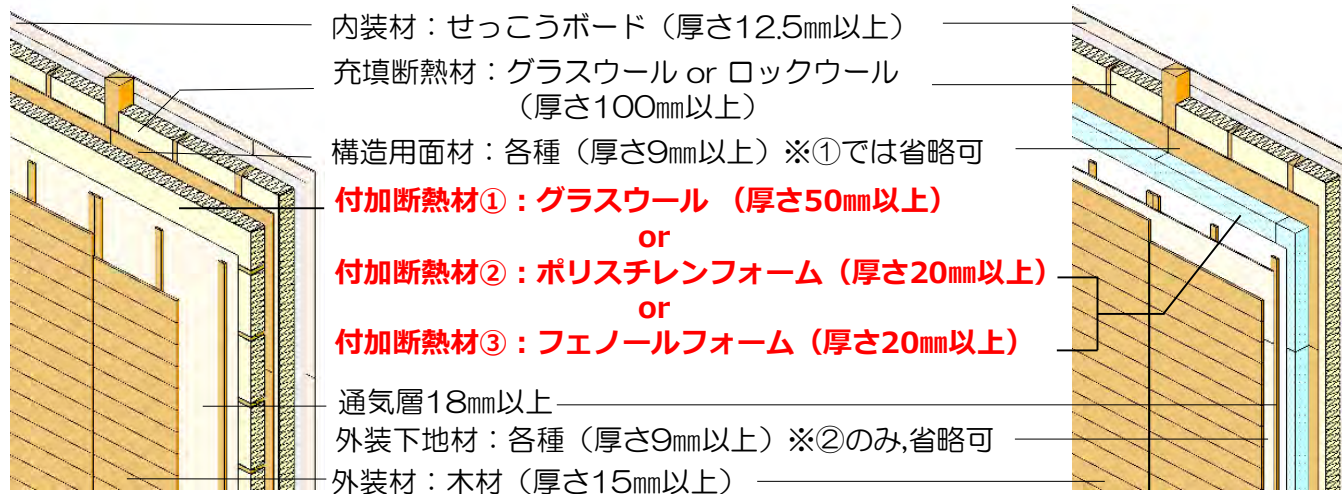 内装材：せっこうボード（厚さ12.5㎜以上）
充填断熱材：グラスウール or ロックウール
（厚さ100㎜以上）
構造用面材：各種（厚さ9㎜以上）※①では省略可
付加断熱材①：グラスウール （厚さ50㎜以上）
or
付加断熱材②：ポリスチレンフォーム（厚さ20㎜以上）
or
付加断熱材③：フェノールフォーム（厚さ20㎜以上）
通気層18㎜以上
外装下地材：各種（厚さ9㎜以上）※②のみ,省略可
外装材：木材（厚さ15㎜以上）